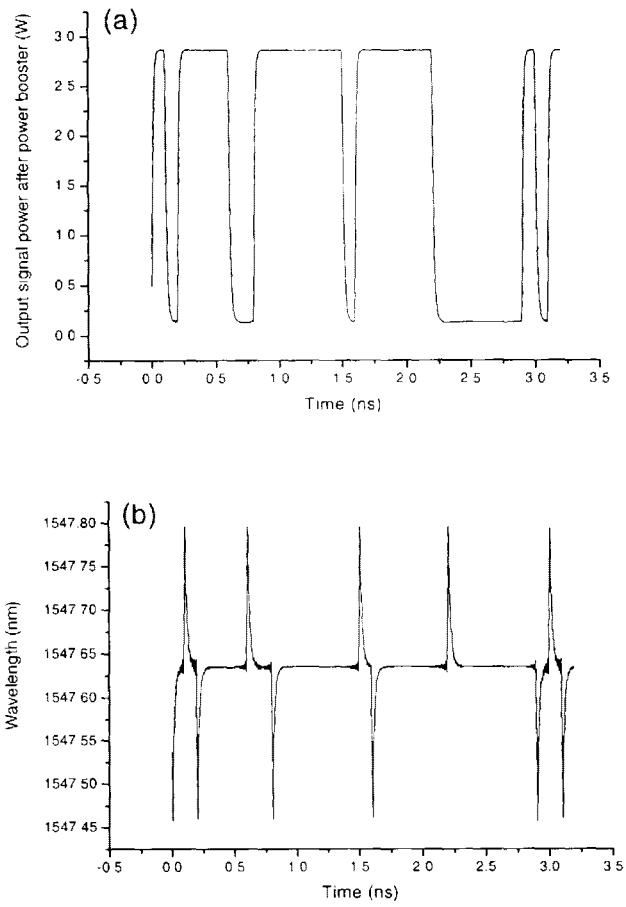 (a)
Output signal power after power booster (W)
3 0
2 5
2 0
1 5
1 0
0 5
0 0
-0 5 0 0 0 5 1 0 1 5 2 0 2 5 3 0 3 5
Time (ns)
(b)
Wavelength (nm)
1547 80
1547 75
1547 70
1547 65
1547 60
1547 55
1547 50
1547 45
-0 5 0 0 0 5 1 0 1 5 2 0 2 5 3 0 3 5
Time (ns)